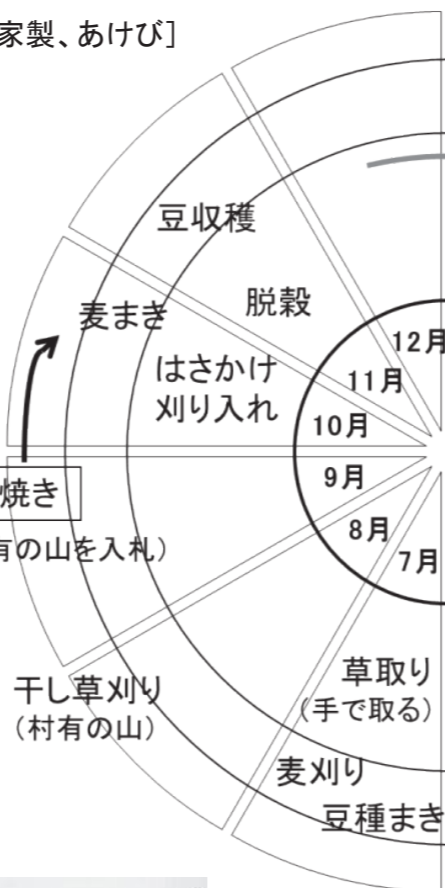 家製、あけび]
豆収穫
麦まき
脱穀
はさかけ
刈り入れ
12月
11月
10月
9月
8月
7月
焼き
有の山を入札)
干し草刈り
(村有の山)
草取り
(手で取る)
麦刈り
豆種まき